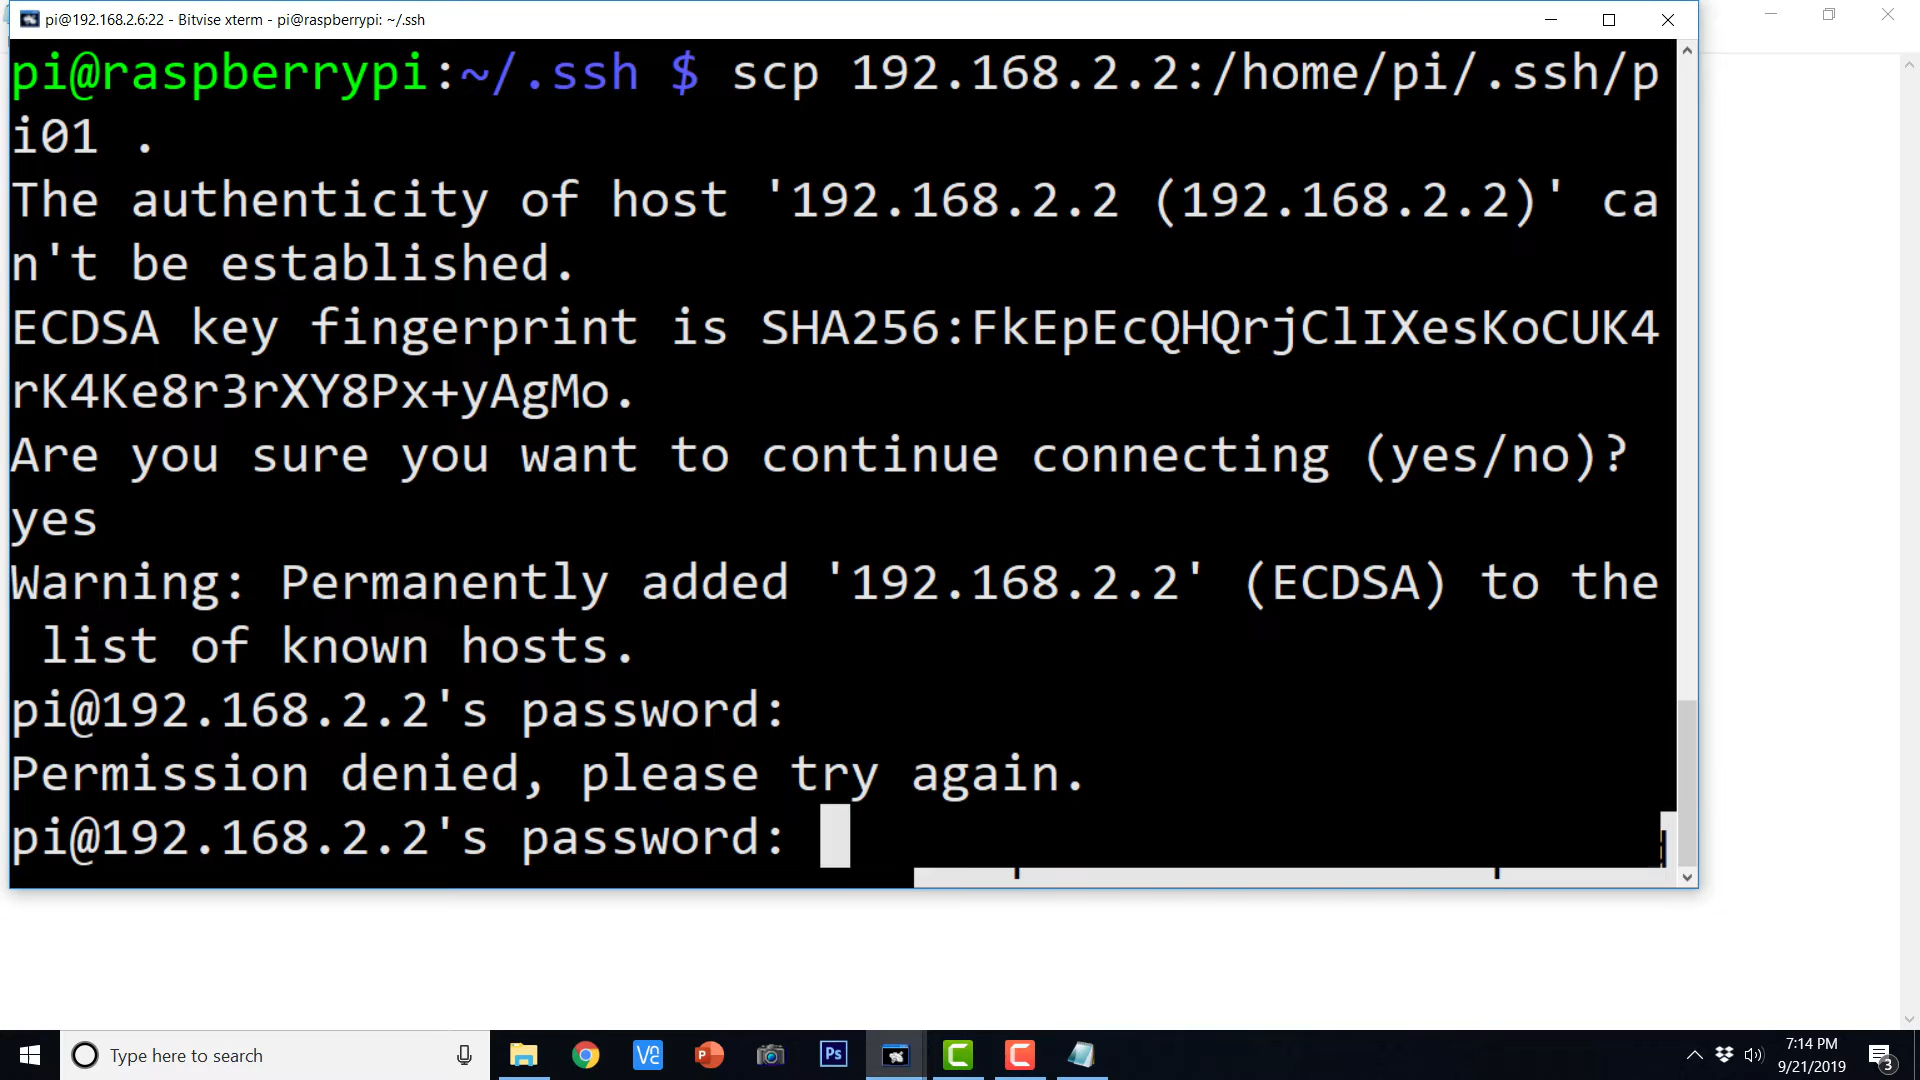 pi@192.168.2.6:22 - Bitvise xterm - pi@raspberrypi: ~/.ssh
pi@raspberrypi:~/.ssh $ scp 192.168.2.2:/home/pi/.ssh/p
i01 .
The authenticity of host '192.168.2.2 (192.168.2.2)' ca
n't be established.
ECDSA key fingerprint is SHA256:FkEpEcQHQrjClIXesKoCUK4
rK4Ke8r3rXY8Px+yAgMo.
Are you sure you want to continue connecting (yes/no)?
yes
Warning: Permanently added '192.168.2.2' (ECDSA) to the
 list of known hosts.
pi@192.168.2.2's password:
Permission denied, please try again.
pi@192.168.2.2's password:
Type here to search
V2
P
Ps
C
C
7:14 PM
9/21/2019
3